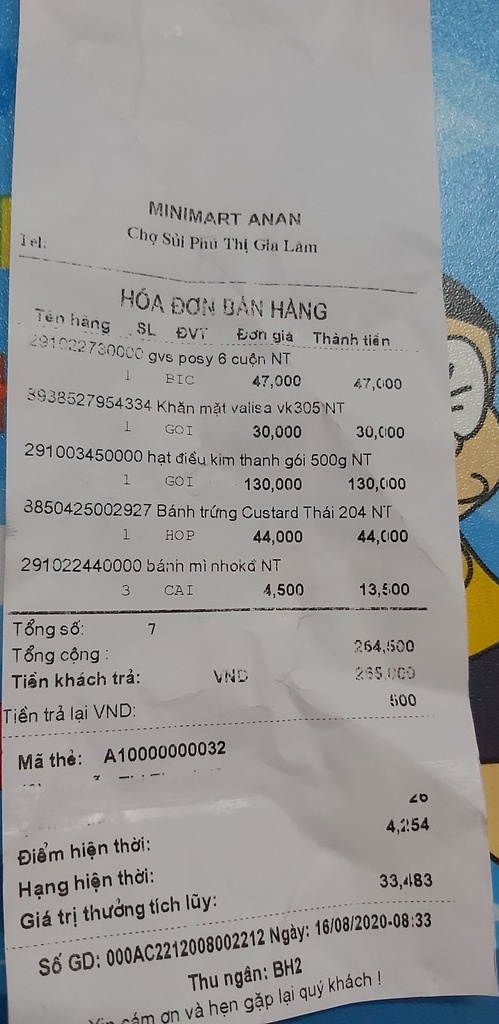 MINIMART ANAN
Chợ Sủi Phú Thị Gia Lâm
Tel:
HÓA ĐƠN BÁN HÀNG
Tên hàng SL ĐVT Đơn giá Thành tiền
291022730000 gvs posy 6 cuộn NT
1 BIC 47,000 47,000
8938527954334 Khăn mặt valisa vk305 NT
1 GOI 30,000 30,000
291003450000 hạt điều kim thanh gói 500g NT
1 GOI 130,000 130,000
8850425002927 Bánh trứng Custard Thái 204 NT
1 HOP 44,000 44,000
291022440000 bánh mì nhoka NT
3 CAI 4,500 13,500
Tổng số: 7
Tổng cộng : 264,500
Tiền khách trả: VND 265,000
Tiền trả lại VND: 500
Mã thẻ: A10000000032
26
Điểm hiện thời: 4,254
Hạng hiện thời:
Giá trị thưởng tích lũy: 33,483
Số GD: 000AC2212008002212 Ngày: 16/08/2020-08:33
Thu ngân: BH2
Xin cám ơn và hẹn gặp lại quý khách !